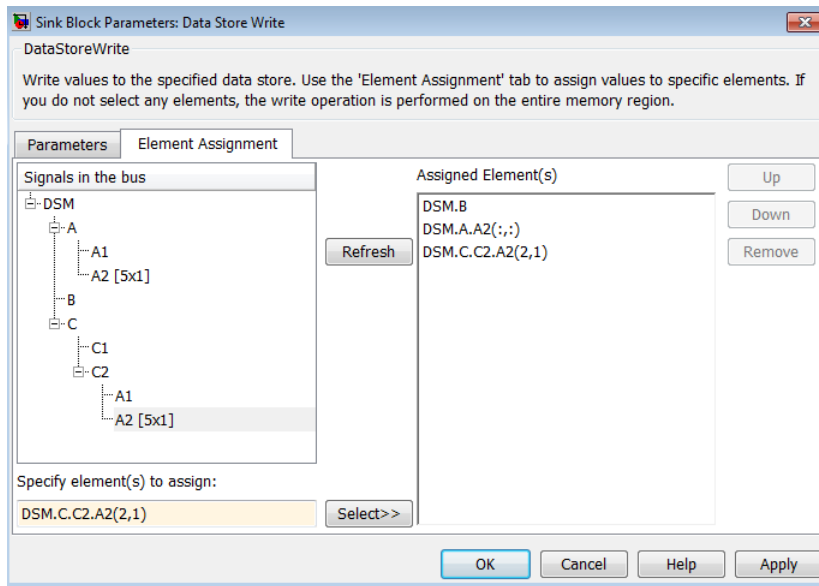 Sink Block Parameters: Data Store Write
DataStoreWrite
Write values to the specified data store. Use the 'Element Assignment' tab to assign values to specific elements. If
you do not select any elements, the write operation is performed on the entire memory region.
Parameters
Element Assignment
Signals in the bus
DSM
A
A1
A2 [5x1]
B
C
C1
C2
A1
A2 [5x1]
Specify element(s) to assign:
DSM.C.C2.A2(2,1)
Refresh
Select>>
Assigned Element(s)
DSM.B
DSM.A.A2(:,:)
DSM.C.C2.A2(2,1)
Up
Down
Remove
OK
Cancel
Help
Apply